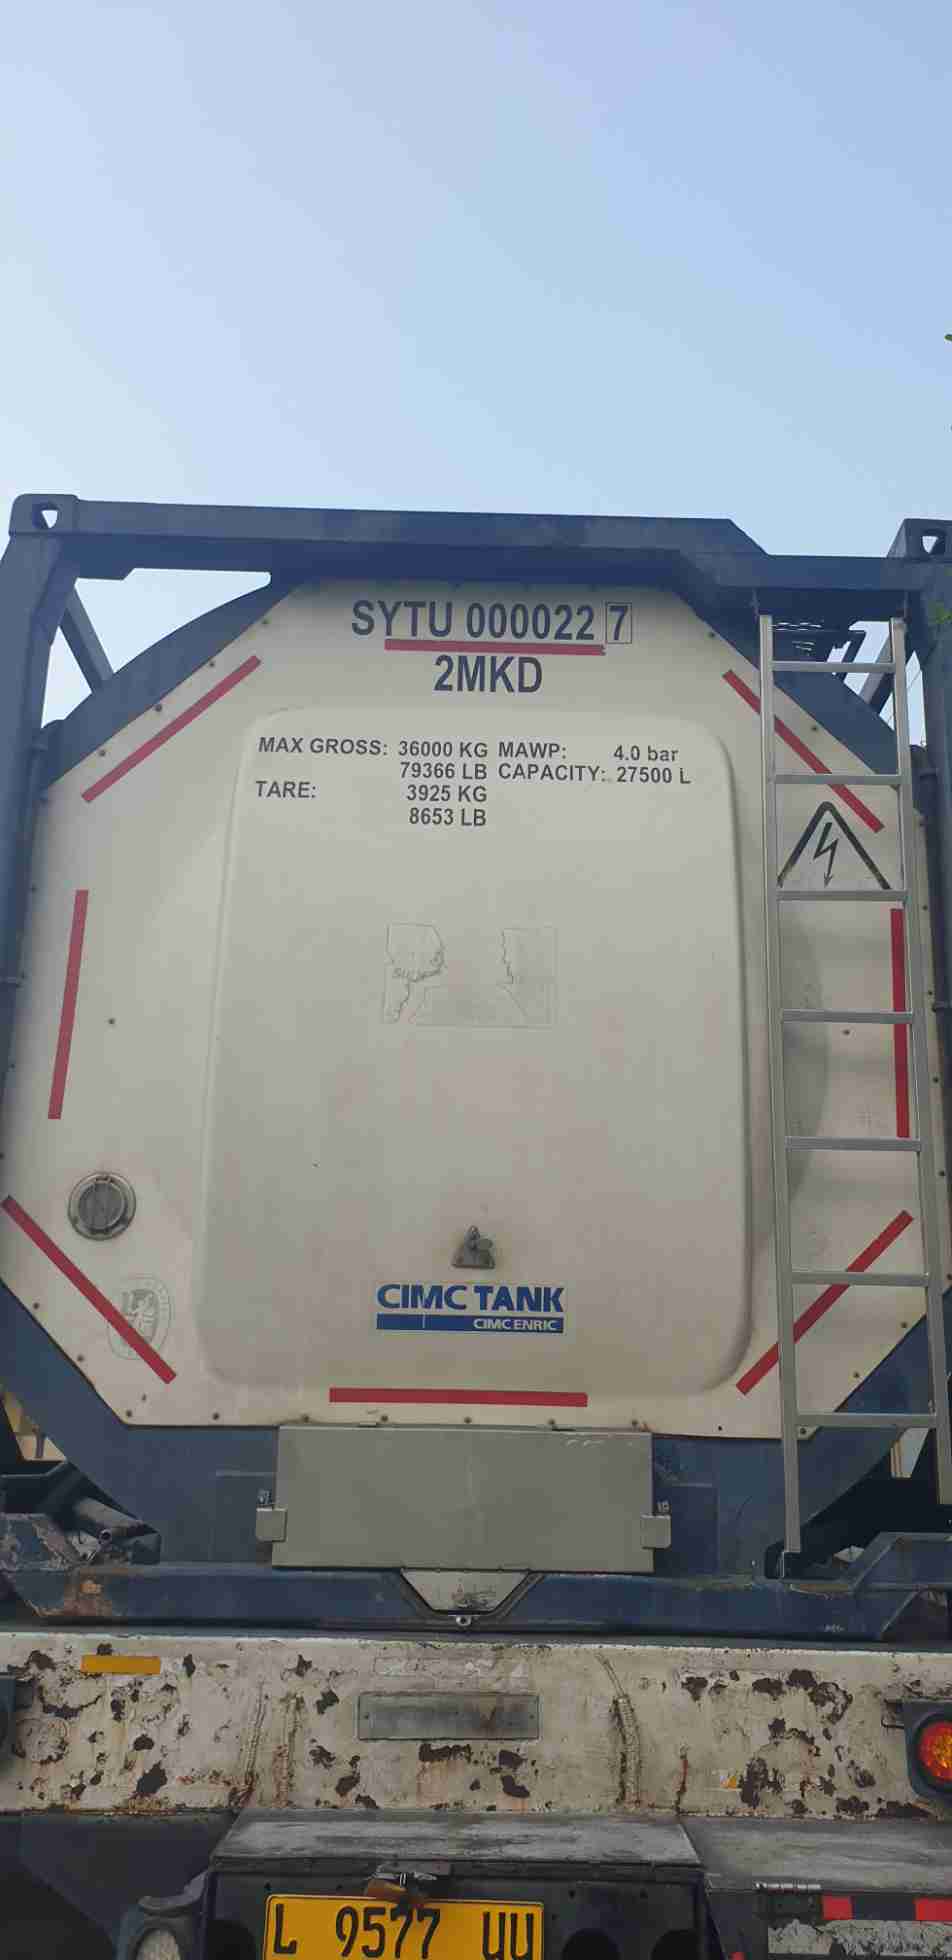 SYTU 000022 7
2MKD
MAX GROSS: 36000 KG MAWP: 4.0 bar
79366 LB CAPACITY: 27500 L
TARE: 3925 KG
8653 LB
CIMC TANK
CIMC ENRIC
L 9577 UU